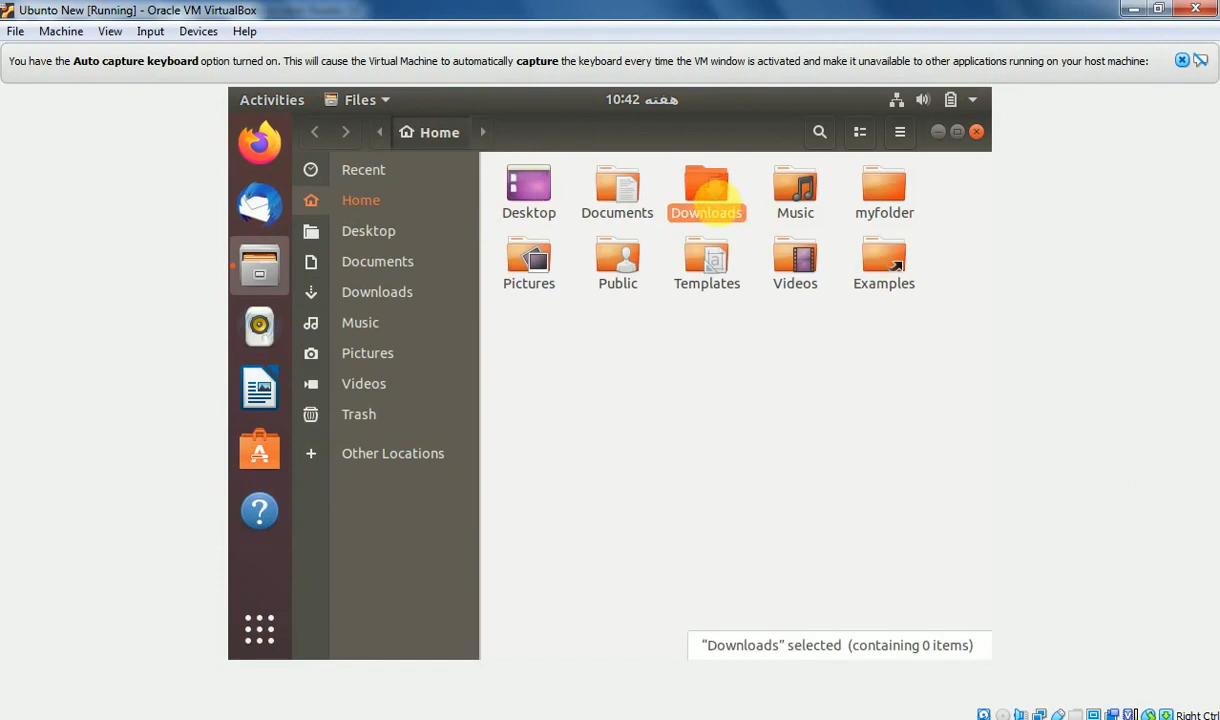 Ubunto New [Running] - Oracle VM VirtualBox
File Machine View Input Devices Help
You have the Auto capture keyboard option turned on. This will cause the Virtual Machine to automatically capture the keyboard every time the VM window is activated and make it unavailable to other applications running on your host machine:
Activities Files 10:42 هفته
Home
Recent
Home
Desktop
Documents
Downloads
Music
Pictures
Videos
Trash
Other Locations
Desktop Documents Downloads Music myfolder
Pictures Public Templates Videos Examples
“Downloads” selected (containing 0 items)
Right Ctrl